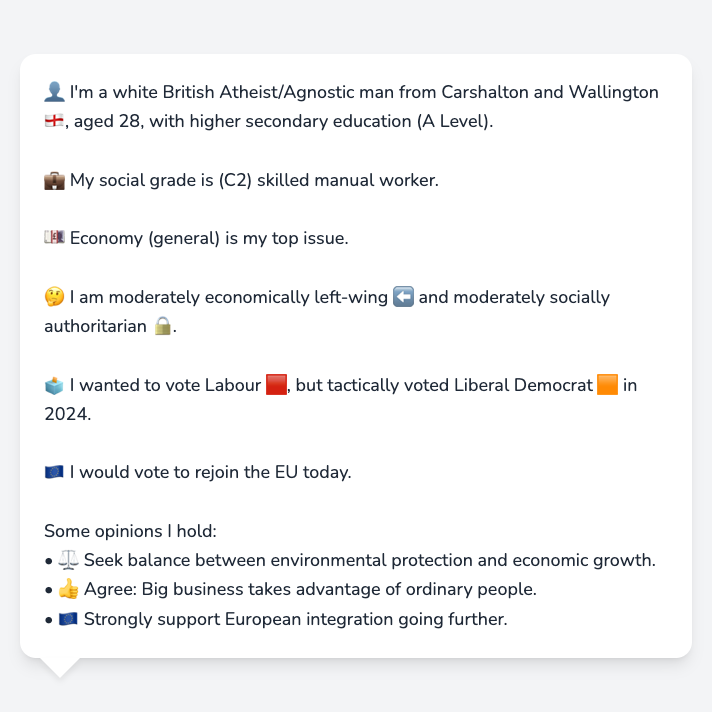 👤 I'm a white British Atheist/Agnostic man from Carshalton and Wallington
🏴󠁧󠁢󠁥󠁮󠁧󠁿, aged 28, with higher secondary education (A Level).
💼 My social grade is (C2) skilled manual worker.
💷 Economy (general) is my top issue.
🤔 I am moderately economically left-wing ⬅️ and moderately socially
authoritarian 🔒.
🗳️ I wanted to vote Labour 🟥, but tactically voted Liberal Democrat 🟧 in
2024.
🇪🇺 I would vote to rejoin the EU today.
Some opinions I hold:
• ⚖️ Seek balance between environmental protection and economic growth.
• 👍 Agree: Big business takes advantage of ordinary people.
• 🇪🇺 Strongly support European integration going further.